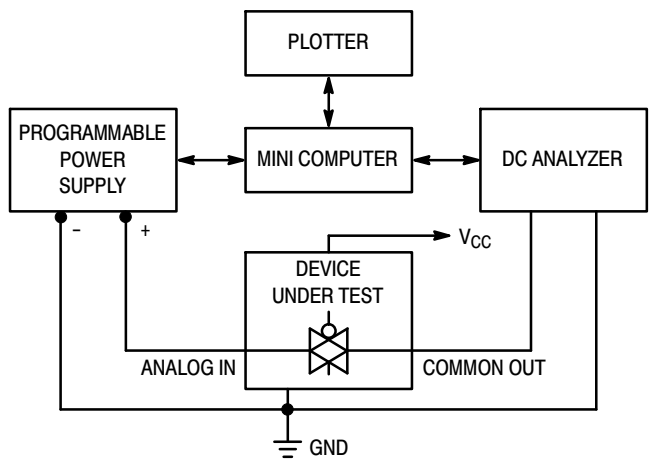 PLOTTER
PROGRAMMABLE
POWER
SUPPLY
MINI COMPUTER
DC ANALYZER
− +
VCC
DEVICE
UNDER TEST
ANALOG IN
COMMON OUT
GND